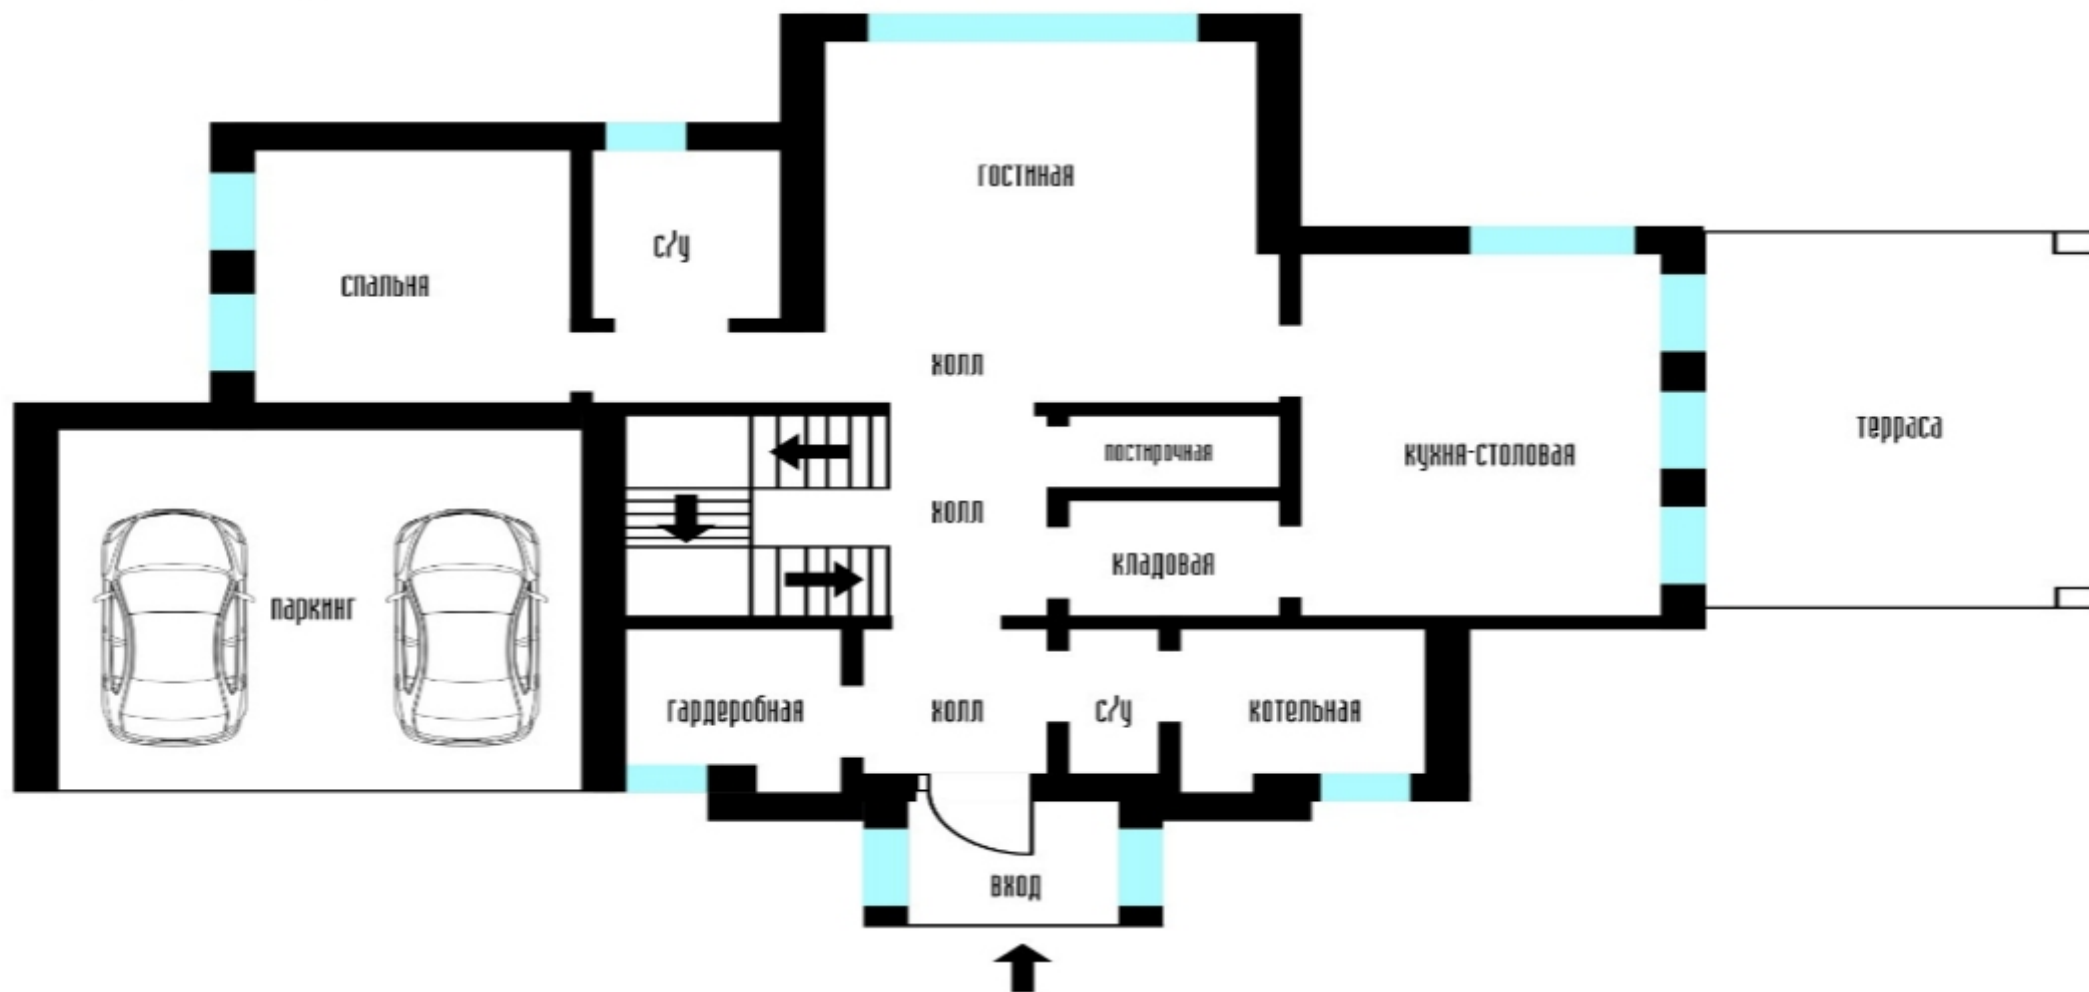 гостиная
с/у
спальня
холл
терраса
постирочная
кухня-столовая
холл
кладовая
паркинг
гардеробная
холл
с/у
котельная
вход